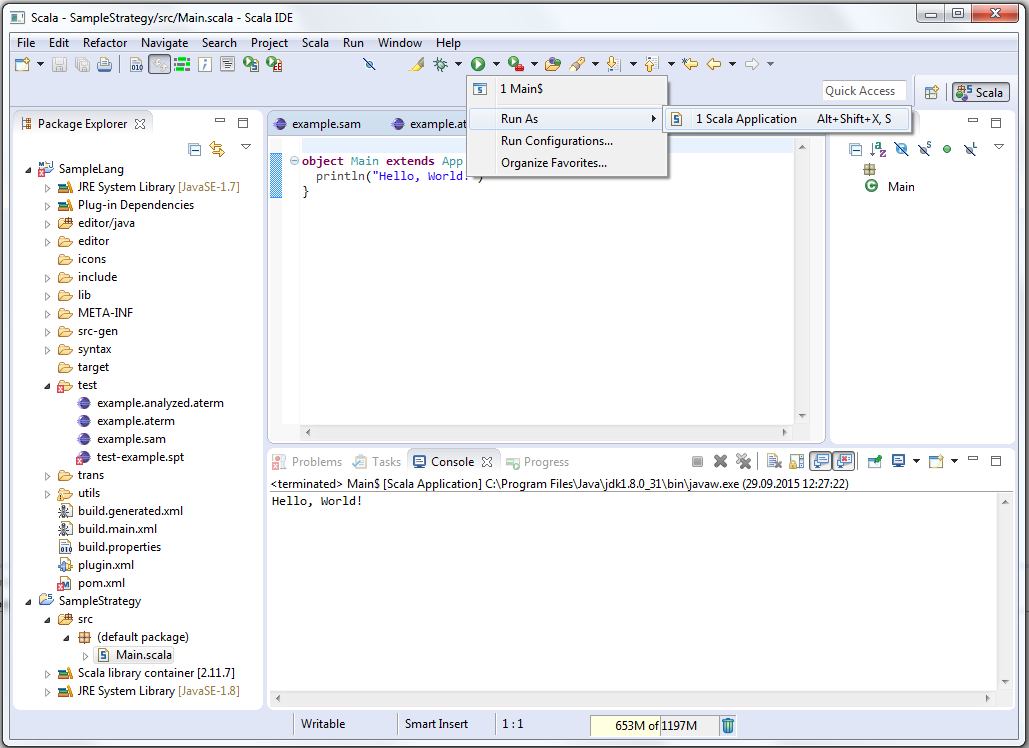 Scala - SampleStrategy/src/Main.scala - Scala IDE
File Edit Refactor Navigate Search Project Scala Run Window Help
Quick Access
Scala
1 Main$
Run As
Run Configurations...
Organize Favorites...
1 Scala Application Alt+Shift+X, S
Package Explorer
SampleLang
JRE System Library [JavaSE-1.7]
Plug-in Dependencies
editor/java
editor
icons
include
lib
META-INF
src-gen
syntax
target
test
example.analyzed.aterm
example.aterm
example.sam
test-example.spt
trans
utils
build.generated.xml
build.main.xml
build.properties
plugin.xml
pom.xml
SampleStrategy
src
(default package)
Main.scala
Scala library container [2.11.7]
JRE System Library [JavaSE-1.8]
example.sam example.at
object Main extends App
println("Hello, World!")
}
Main
Problems Tasks Console Progress
<terminated> Main$ [Scala Application] C:\Program Files\Java\jdk1.8.0_31\bin\javaw.exe (29.09.2015 12:27:22)
Hello, World!
Writable Smart Insert 1 : 1 653M of 1197M